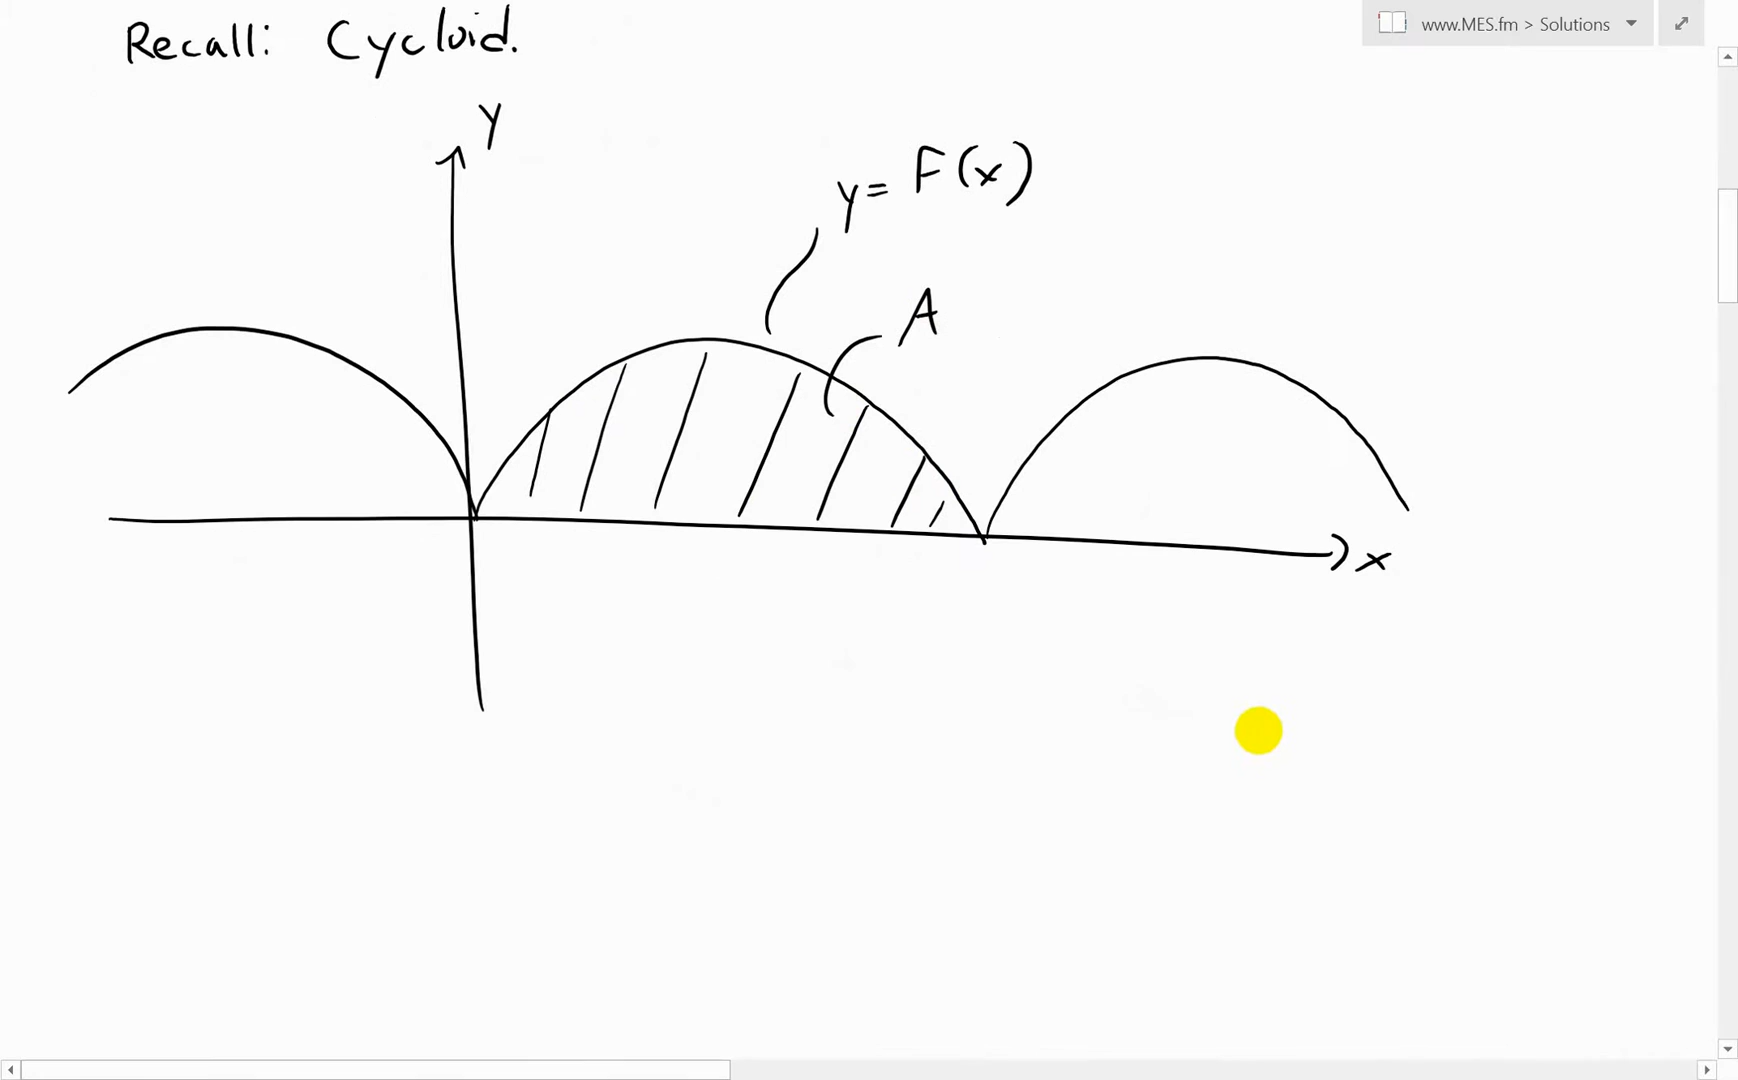 www.MES.fm > Solutions
Recall: Cycloid.
y
y = F(x)
A
x